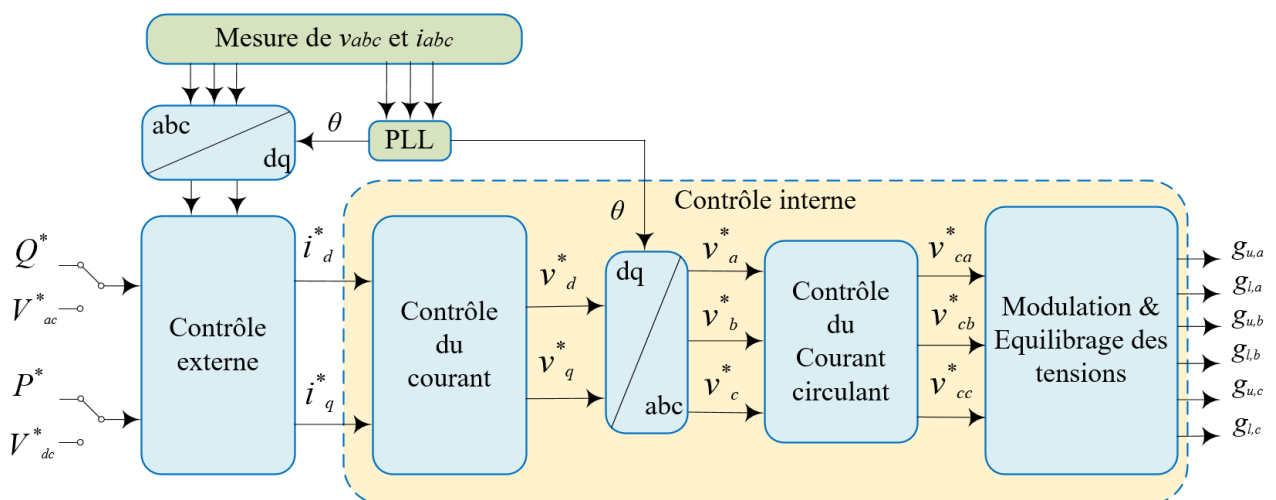 Mesure de vabc et iabc
abc
dq
θ
PLL
Contrôle interne
θ
Q*
V*ac
P*
V*dc
Contrôle
externe
i*d
i*q
Contrôle
du
courant
v*d
v*q
dq
abc
v*a
v*b
v*c
Contrôle
du
Courant
circulant
v*ca
v*cb
v*cc
Modulation &
Equilibrage des
tensions
gu,a
gl,a
gu,b
gl,b
gu,c
gl,c